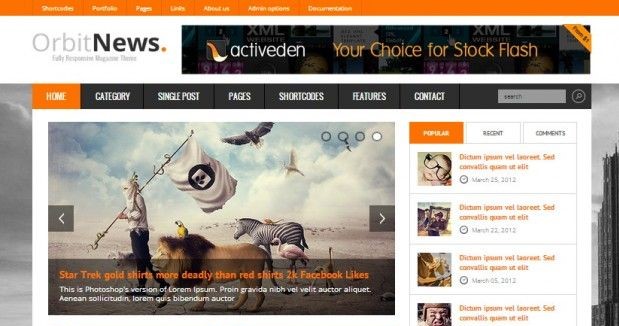 Shortcodes Portfolio Pages Links About us Admin options Documentation
OrbitNews.
Fully Responsive Magazine Theme
activeden Your Choice for Stock Flash
From $1
HOME CATEGORY SINGLE POST PAGES SHORTCODES FEATURES CONTACT
search
POPULAR RECENT COMMENTS
Dictum ipsum vel laoreet. Sed
convallis quam ut elit
March 25, 2012
Dictum ipsum vel laoreet. Sed
convallis quam ut elit
March 22, 2012
Dictum ipsum vel laoreet. Sed
convallis quam ut elit
March 05, 2012
Dictum ipsum vel laoreet. Sed
convallis quam ut elit
Star Trek gold shirts more deadly than red shirts 2k Facebook Likes
This is Photoshop's version of Lorem Ipsum. Proin gravida nibh vel velit auctor aliquet.
Aenean sollicitudin, lorem quis bibendum auctor